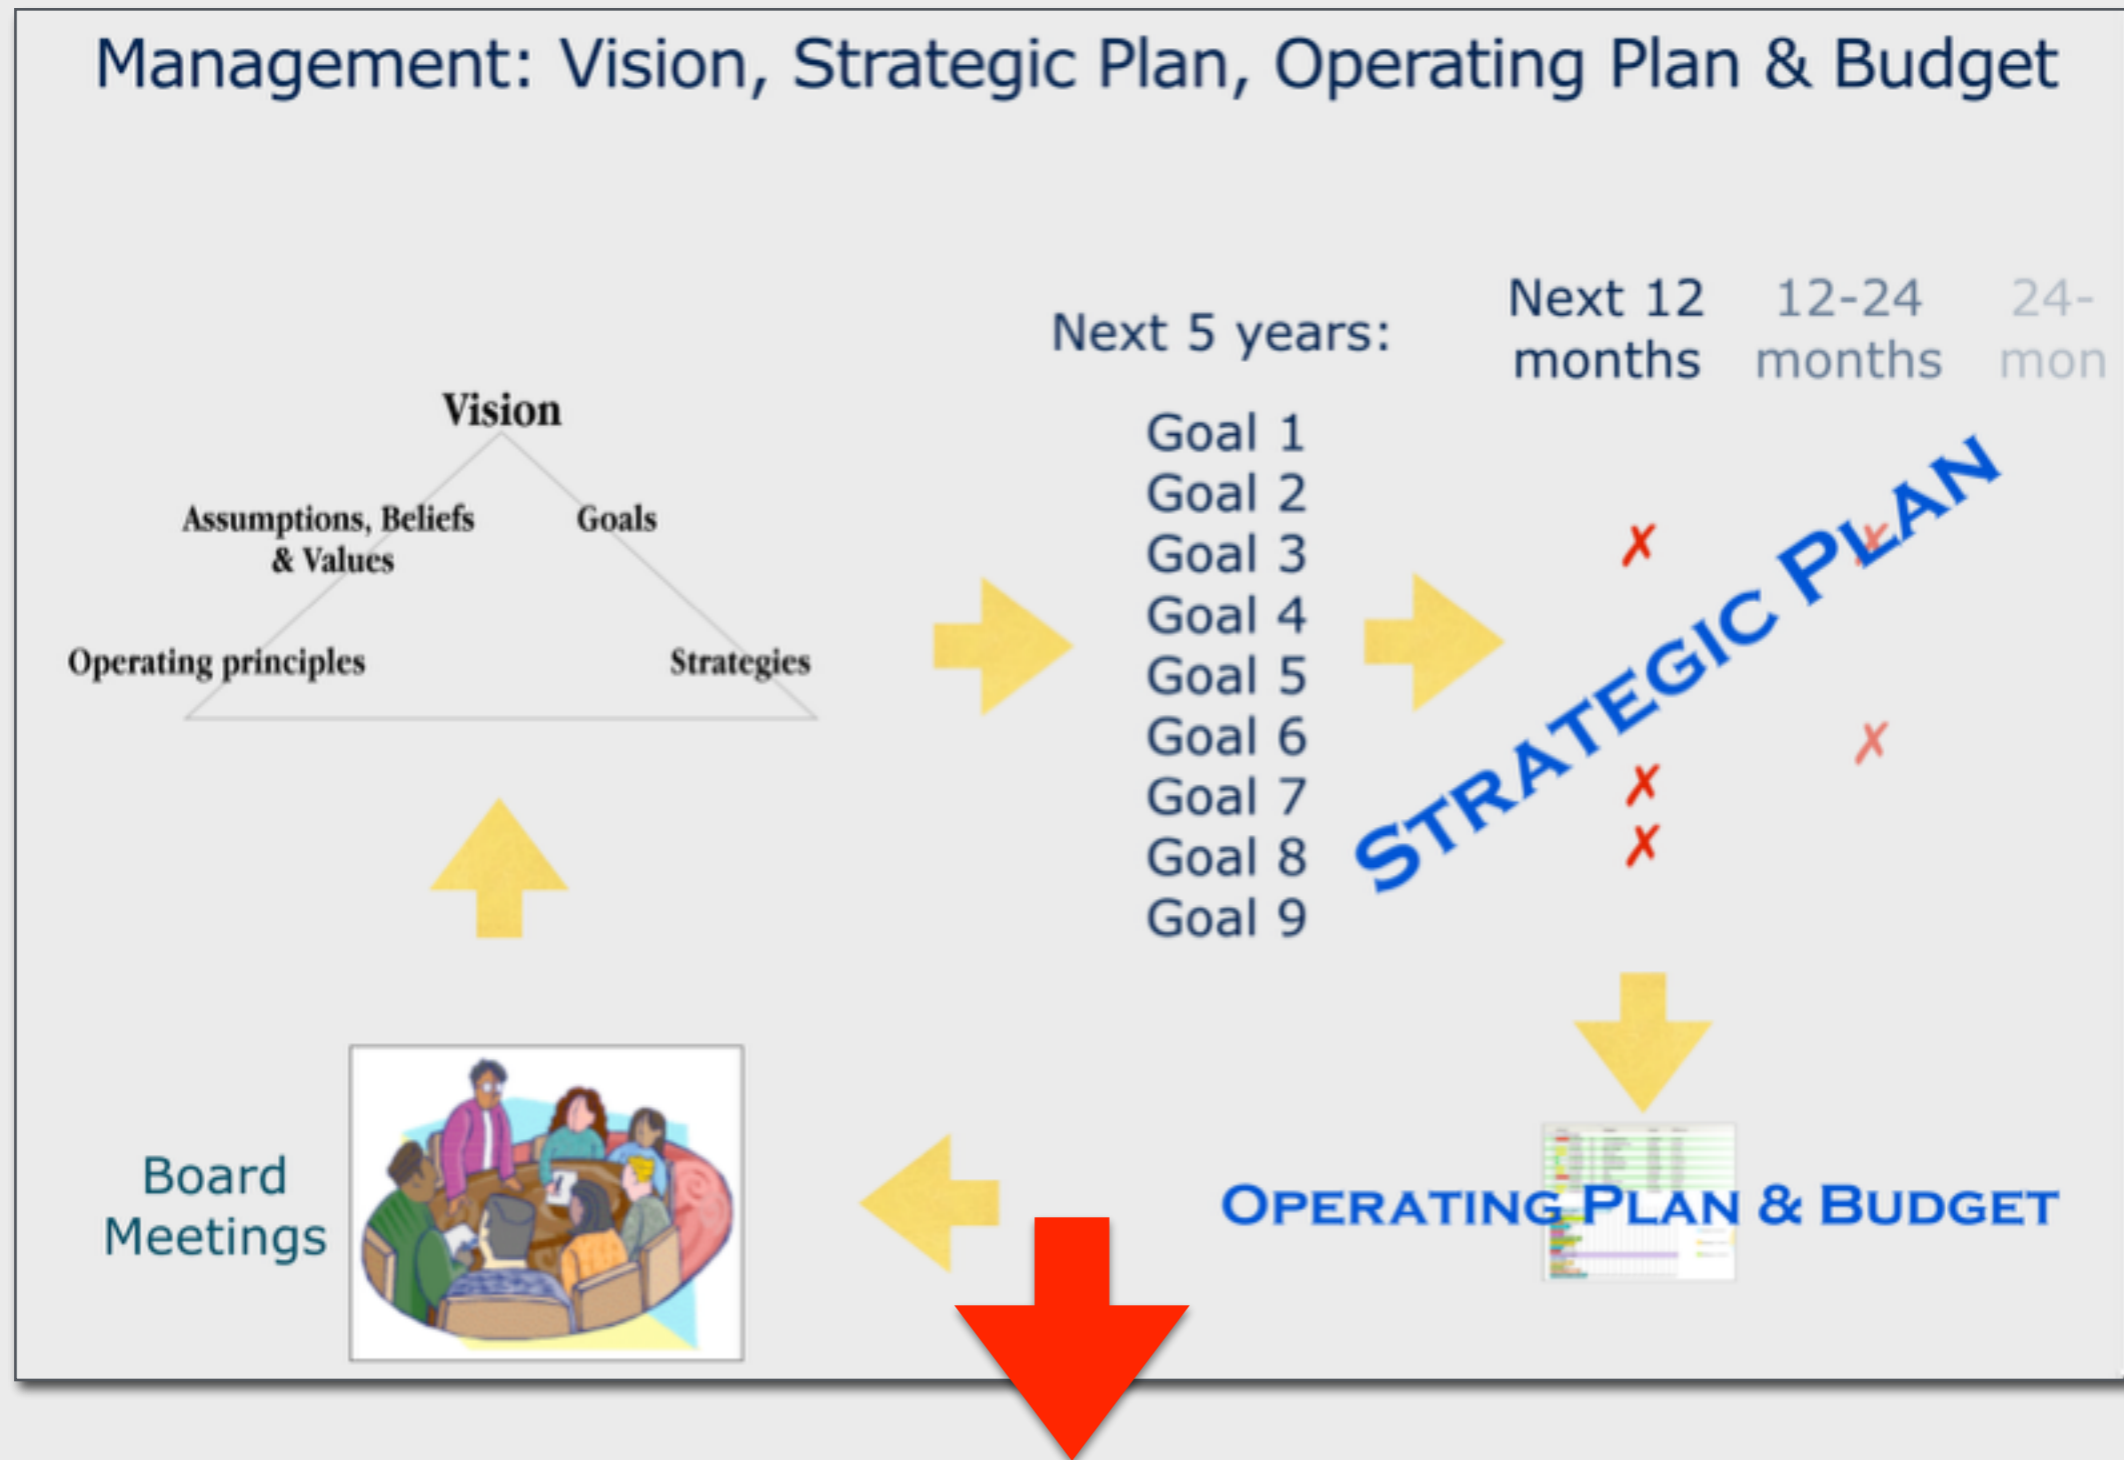 Management: Vision, Strategic Plan, Operating Plan & Budget
Next 5 years:
Next 12
months
12-24
months
24-
mon
Vision
Assumptions, Beliefs
& Values
Goals
Operating principles
Strategies
Goal 1
Goal 2
Goal 3
Goal 4
Goal 5
Goal 6
Goal 7
Goal 8
Goal 9
STRATEGIC PLAN
Board
Meetings
OPERATING PLAN & BUDGET